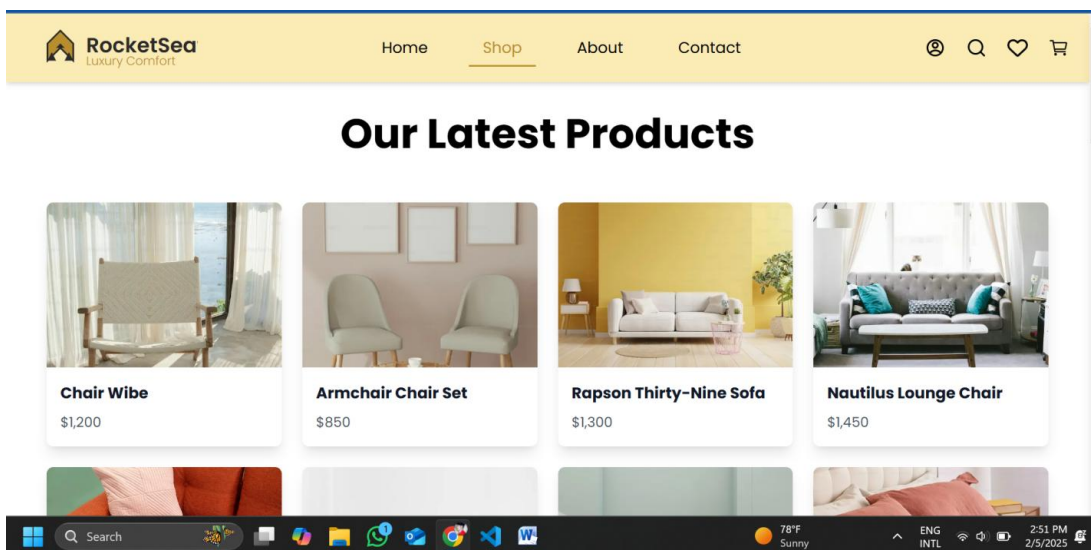 RocketSea
Luxury Comfort
Home Shop About Contact
Our Latest Products
Chair Wibe
$1,200
Armchair Chair Set
$850
Rapson Thirty-Nine Sofa
$1,300
Nautilus Lounge Chair
$1,450
Search
1
W
78°F
Sunny
ENG
INTL
2:51 PM
2/5/2025